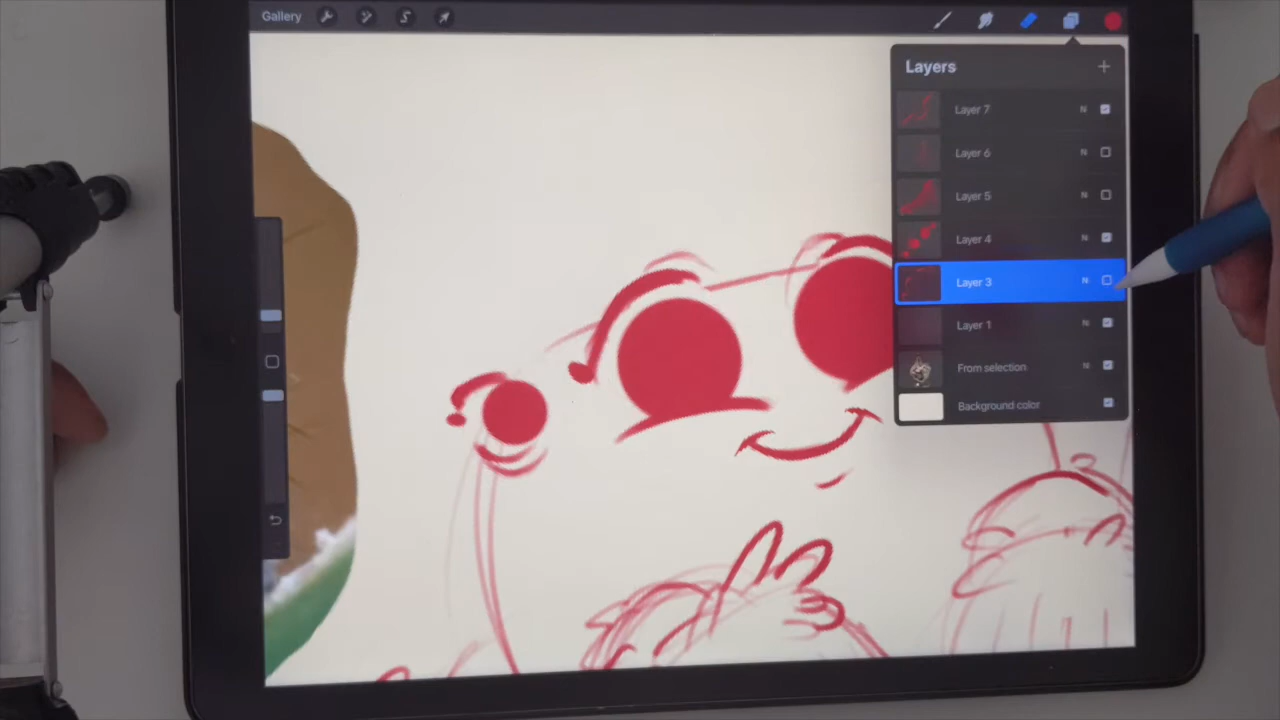 Gallery
Layers
Layer 7 N
Layer 6 N
Layer 5 N
Layer 4 N
Layer 3 N
Layer 1 N
From selection N
Background color